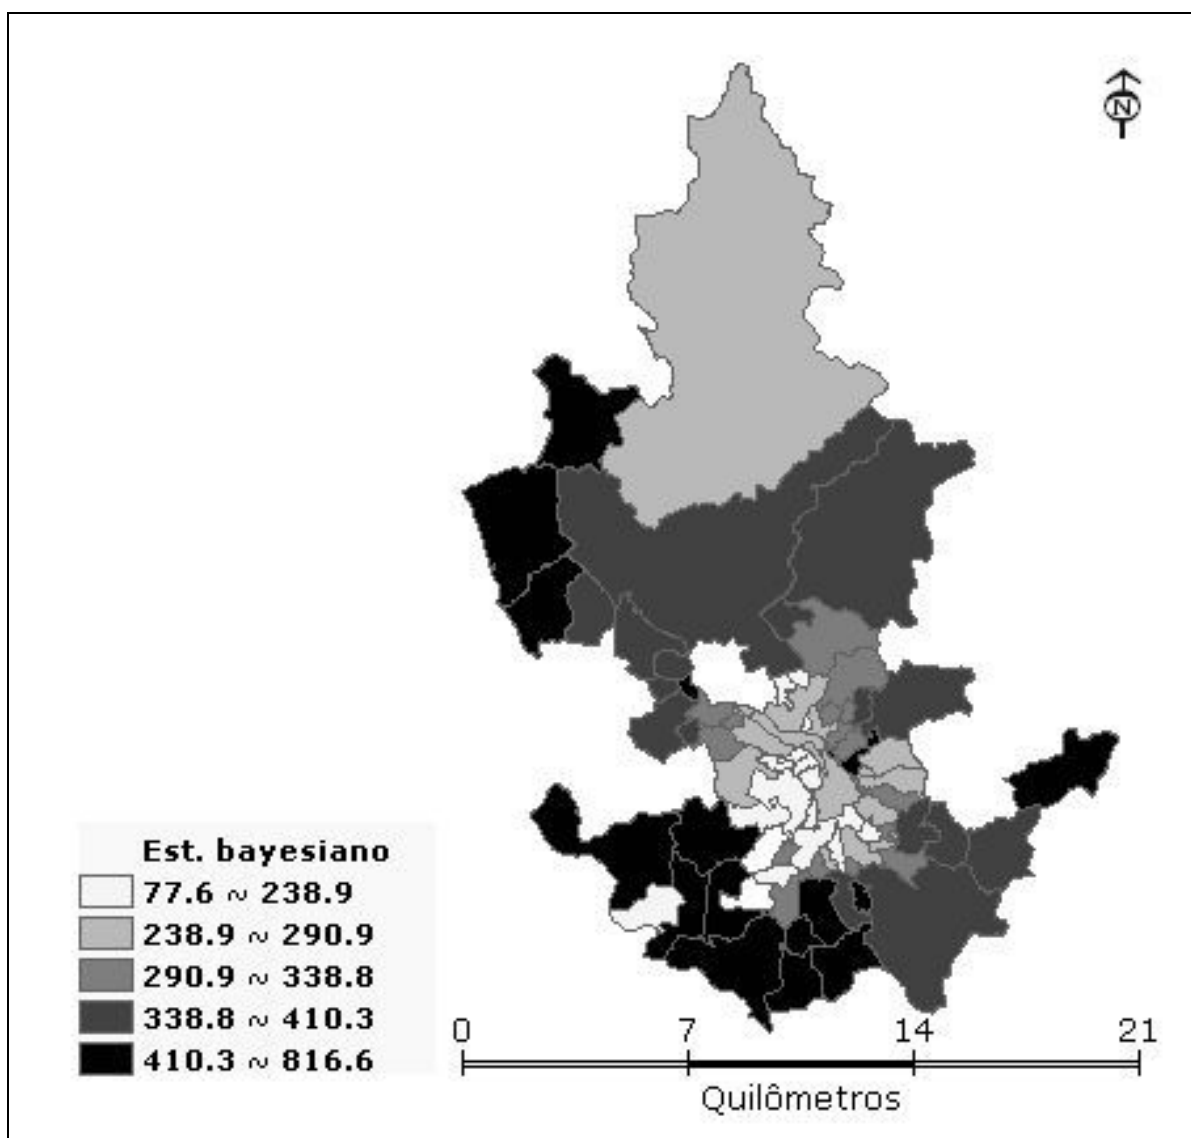 N
Est. bayesiano
77.6 ~ 238.9
238.9 ~ 290.9
290.9 ~ 338.8
338.8 ~ 410.3
410.3 ~ 816.6
0 7 14 21
Quilômetros